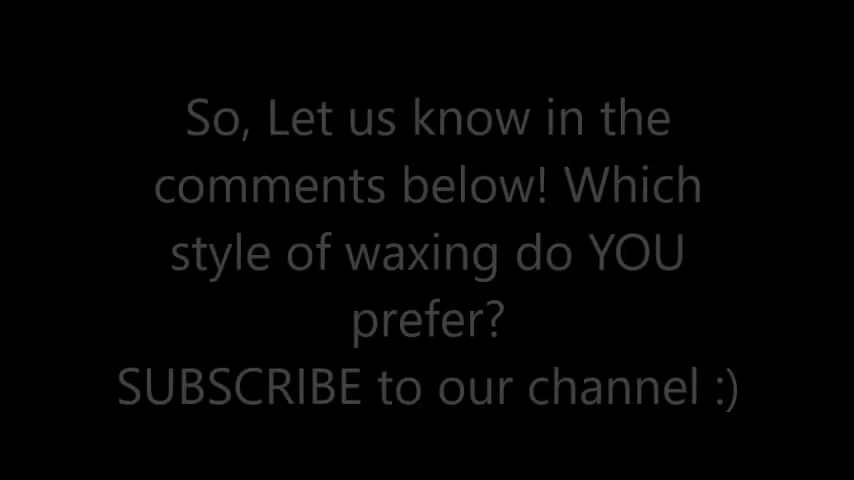 So, Let us know in the
comments below! Which
style of waxing do YOU
prefer?
SUBSCRIBE to our channel :)